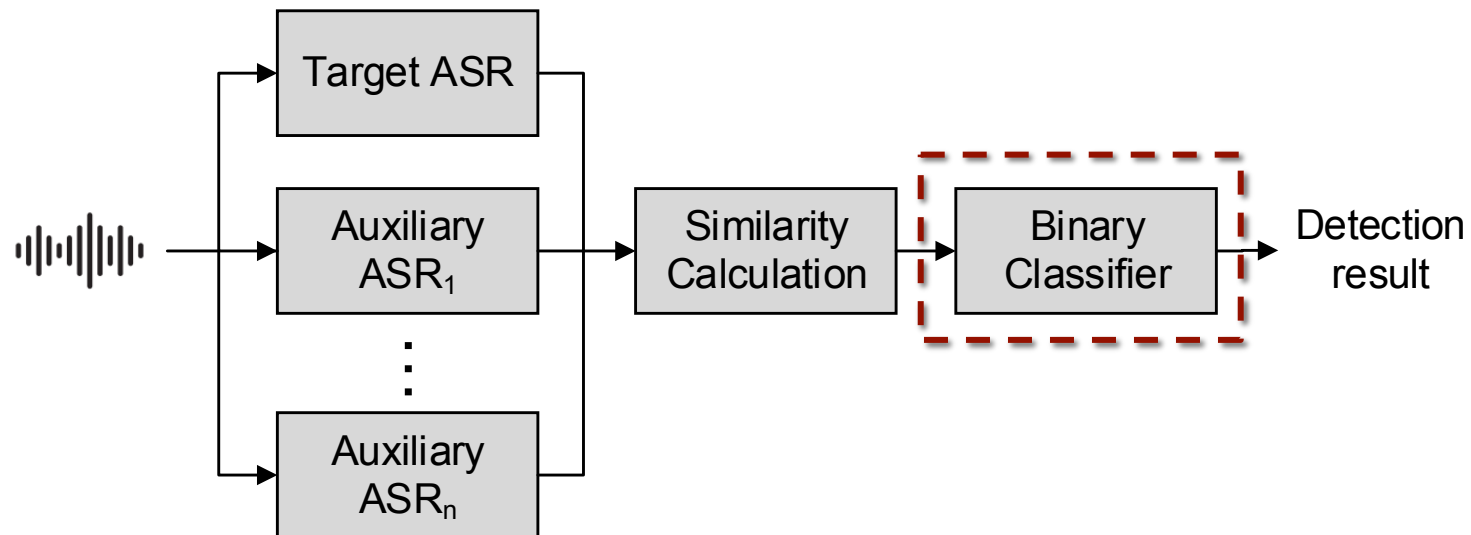 Target ASR
Auxiliary
ASR₁
Auxiliary
ASRₙ
Similarity
Calculation
Binary
Classifier
Detection
result